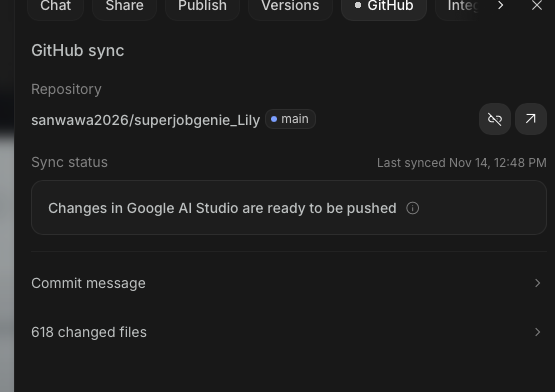 Chat Share Publish Versions GitHub
GitHub sync
Repository
sanwawa2026/superjobgenie_Lily main
Sync status Last synced Nov 14, 12:48 PM
Changes in Google AI Studio are ready to be pushed
Commit message
618 changed files